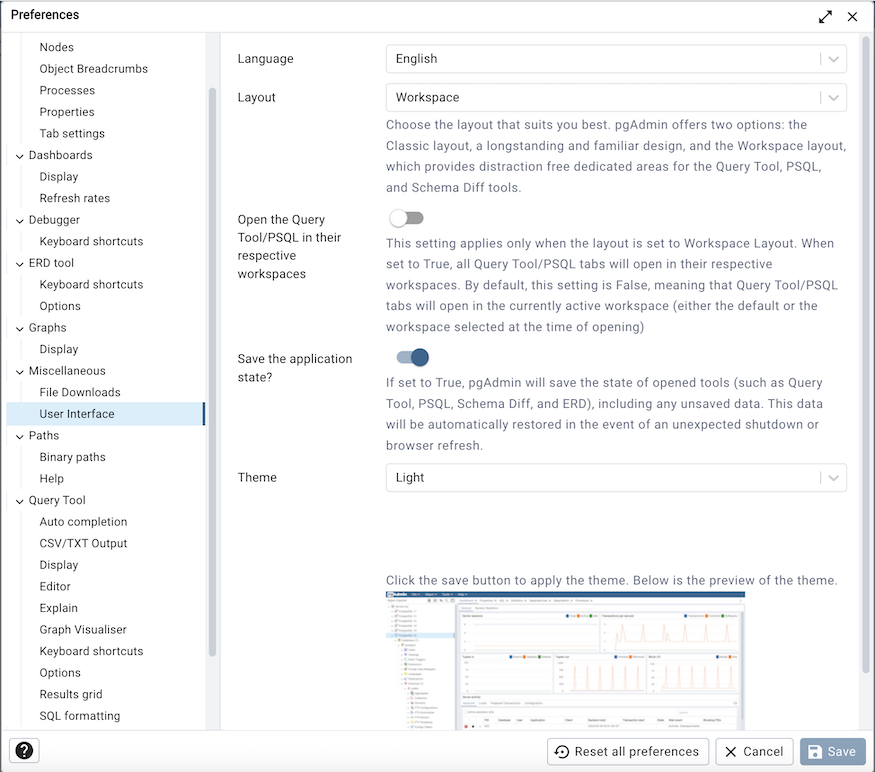 Preferences
Nodes
Object Breadcrumbs
Processes
Properties
Tab settings
Dashboards
Display
Refresh rates
Debugger
Keyboard shortcuts
ERD tool
Keyboard shortcuts
Options
Graphs
Display
Miscellaneous
File Downloads
User Interface
Paths
Binary paths
Help
Query Tool
Auto completion
CSV/TXT Output
Display
Editor
Explain
Graph Visualiser
Keyboard shortcuts
Options
Results grid
SQL formatting
Language
English
Layout
Workspace
Choose the layout that suits you best. pgAdmin offers two options: the
Classic layout, a longstanding and familiar design, and the Workspace layout,
which provides distraction free dedicated areas for the Query Tool, PSQL,
and Schema Diff tools.
Open the Query
Tool/PSQL in their
respective
workspaces
This setting applies only when the layout is set to Workspace Layout. When
set to True, all Query Tool/PSQL tabs will open in their respective
workspaces. By default, this setting is False, meaning that Query Tool/PSQL
tabs will open in the currently active workspace (either the default or the
workspace selected at the time of opening)
Save the application
state?
If set to True, pgAdmin will save the state of opened tools (such as Query
Tool, PSQL, Schema Diff, and ERD), including any unsaved data. This data
will be automatically restored in the event of an unexpected shutdown or
browser refresh.
Theme
Light
Click the save button to apply the theme. Below is the preview of the theme.
Reset all preferences
Cancel
Save